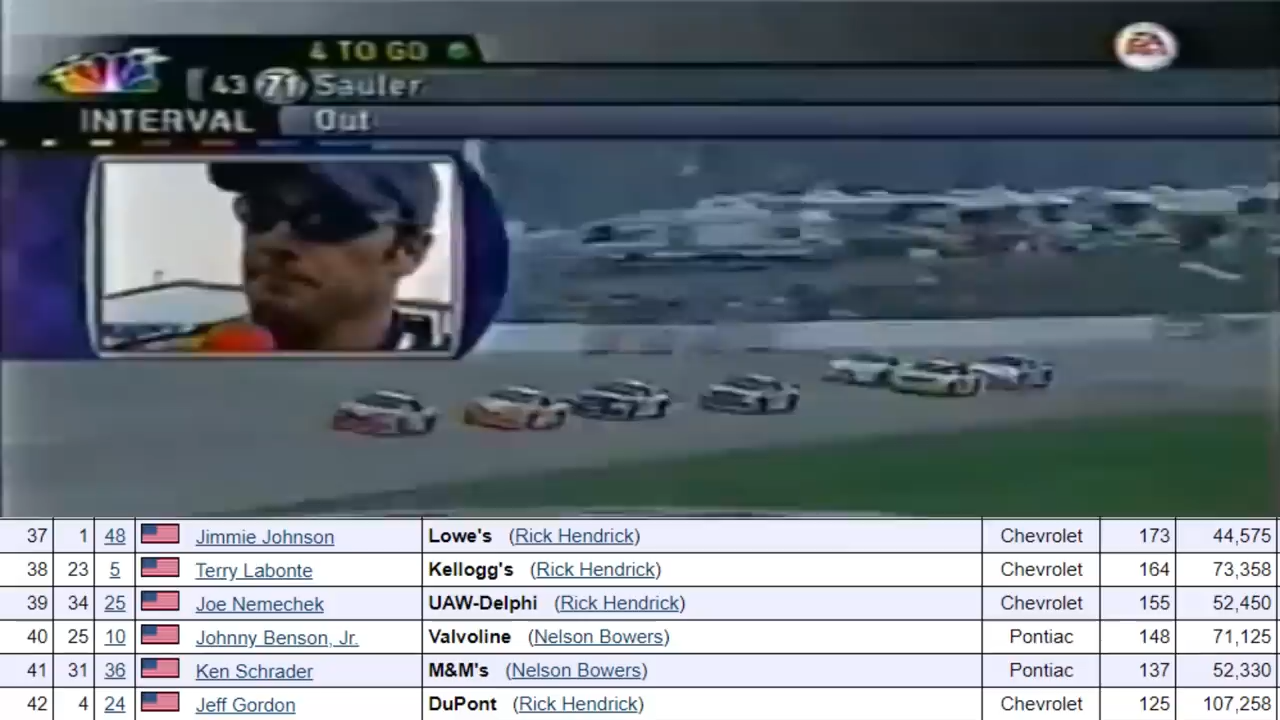 4 TO GO
EA
43 71 Sauler
INTERVAL Out
37 1 48 Jimmie Johnson Lowe's (Rick Hendrick) Chevrolet 173 44,575
38 23 5 Terry Labonte Kellogg's (Rick Hendrick) Chevrolet 164 73,358
39 34 25 Joe Nemechek UAW-Delphi (Rick Hendrick) Chevrolet 155 52,450
40 25 10 Johnny Benson, Jr. Valvoline (Nelson Bowers) Pontiac 148 71,125
41 31 36 Ken Schrader M&M's (Nelson Bowers) Pontiac 137 52,330
42 4 24 Jeff Gordon DuPont (Rick Hendrick) Chevrolet 125 107,258